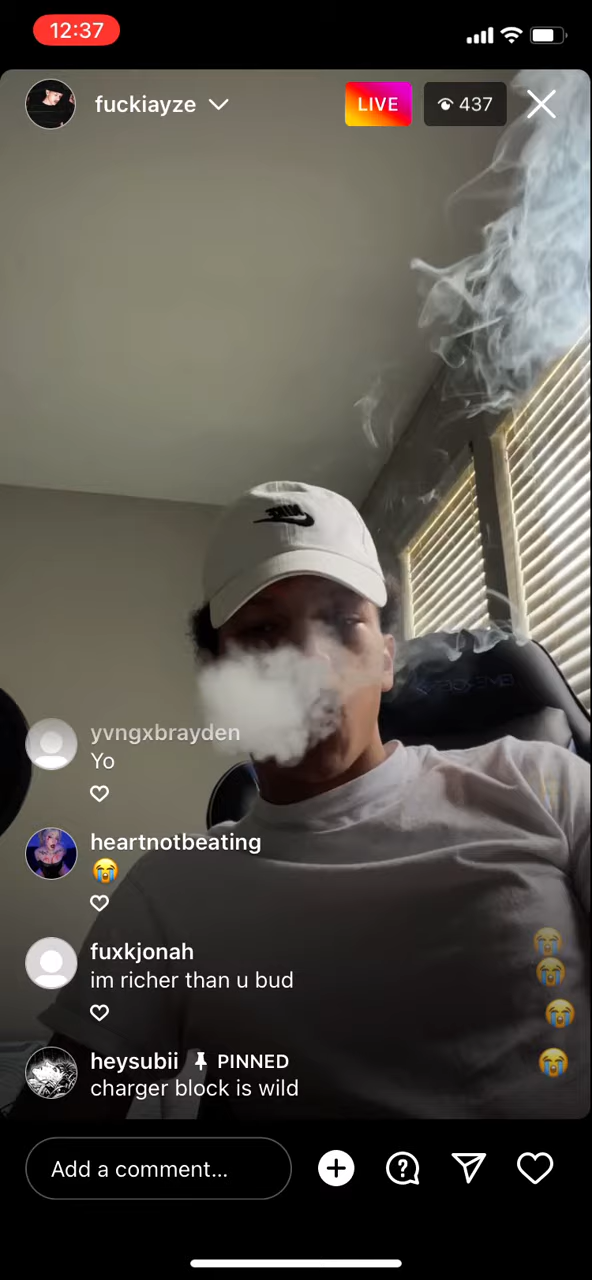 12:37
fuckiayze
LIVE
437
yvngxbrayden
Yo
heartnotbeating
😭
fuxkjonah
im richer than u bud
heysubii PINNED
charger block is wild
Add a comment...